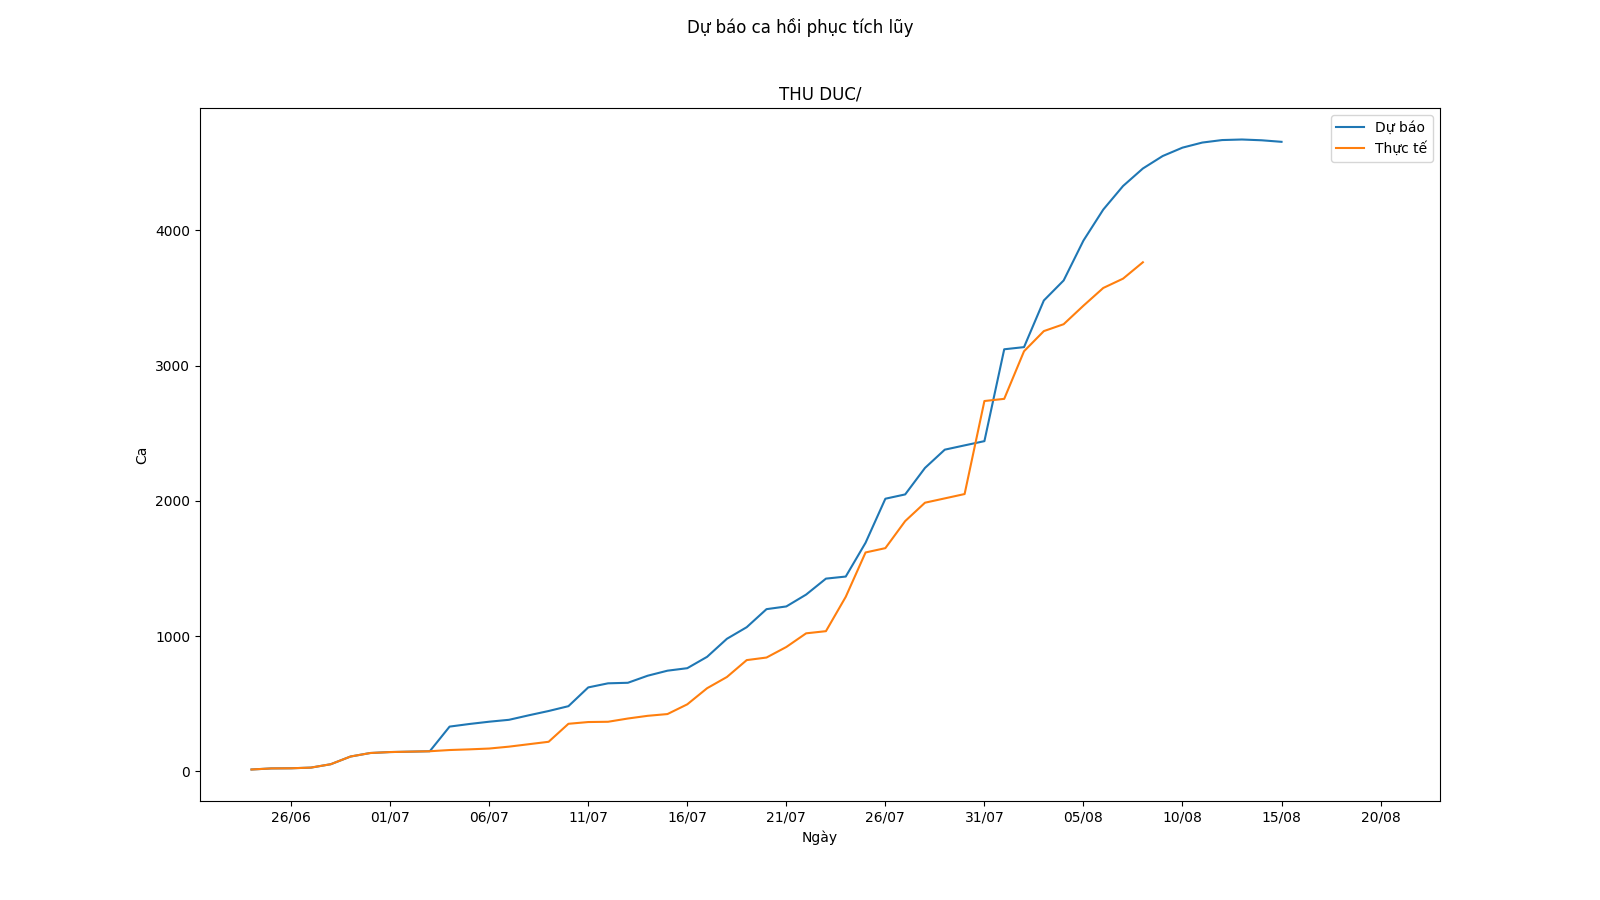 Dự báo ca hồi phục tích lũy
THU DUC/
Dự báo
Thực tế
4000
3000
2000
1000
0
Ca
26/06 01/07 06/07 11/07 16/07 21/07 26/07 31/07 05/08 10/08 15/08 20/08
Ngày